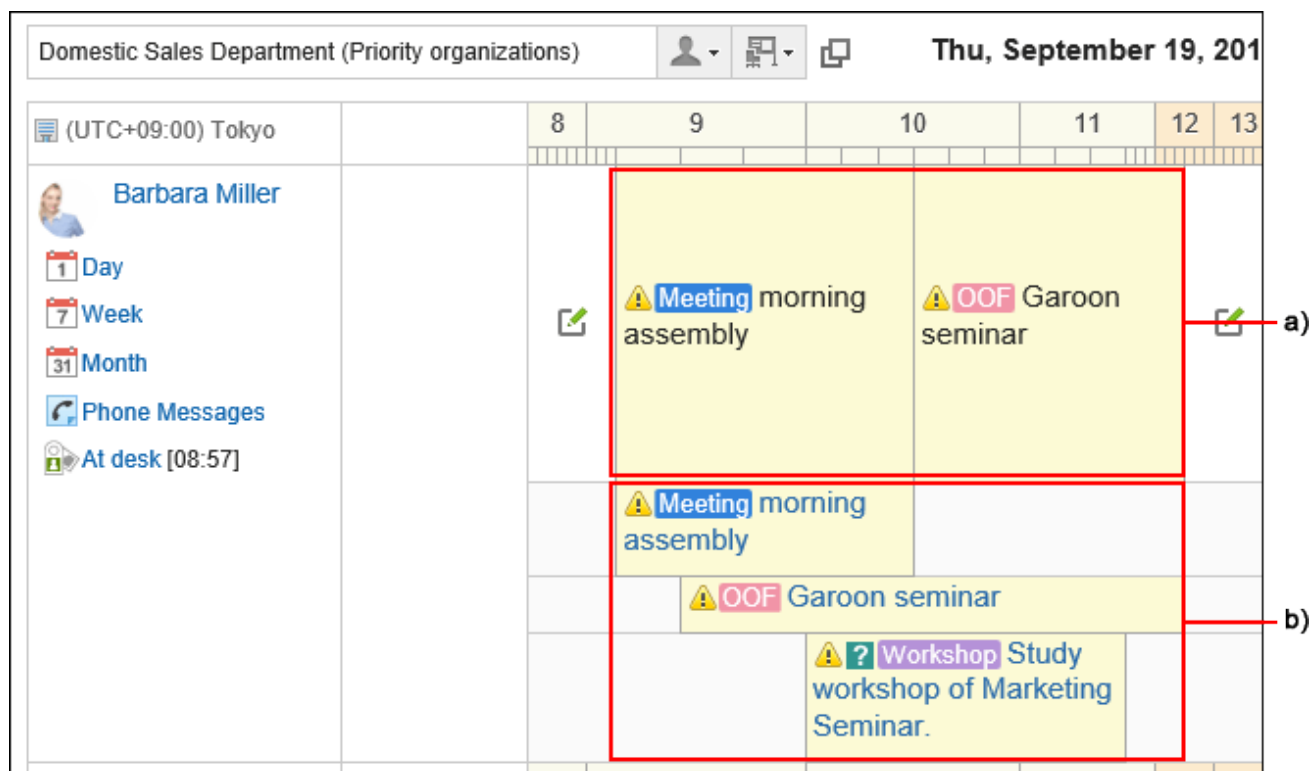 Domestic Sales Department (Priority organizations)
Thu, September 19, 201
(UTC+09:00) Tokyo
8 9 10 11 12 13
Barbara Miller
1 Day
7 Week
31 Month
Phone Messages
At desk [08:57]
Meeting morning
assembly
OOF Garoon
seminar
a)
Meeting morning
assembly
OOF Garoon seminar
b)
? Workshop Study
workshop of Marketing
Seminar.